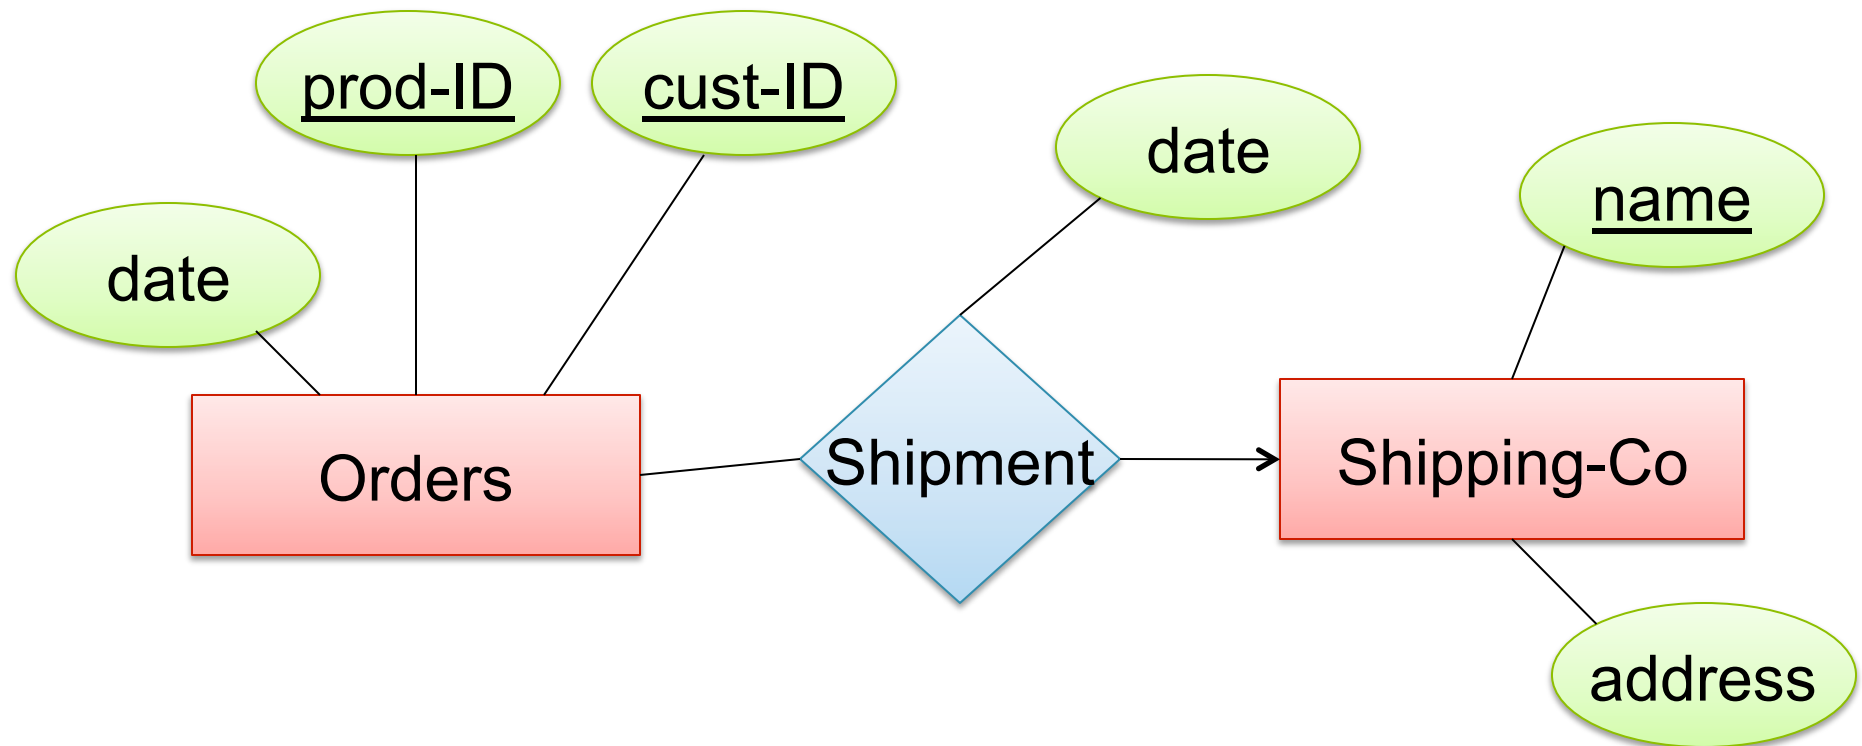 prod-ID
cust-ID
date
name
date
Orders
Shipment
Shipping-Co
address